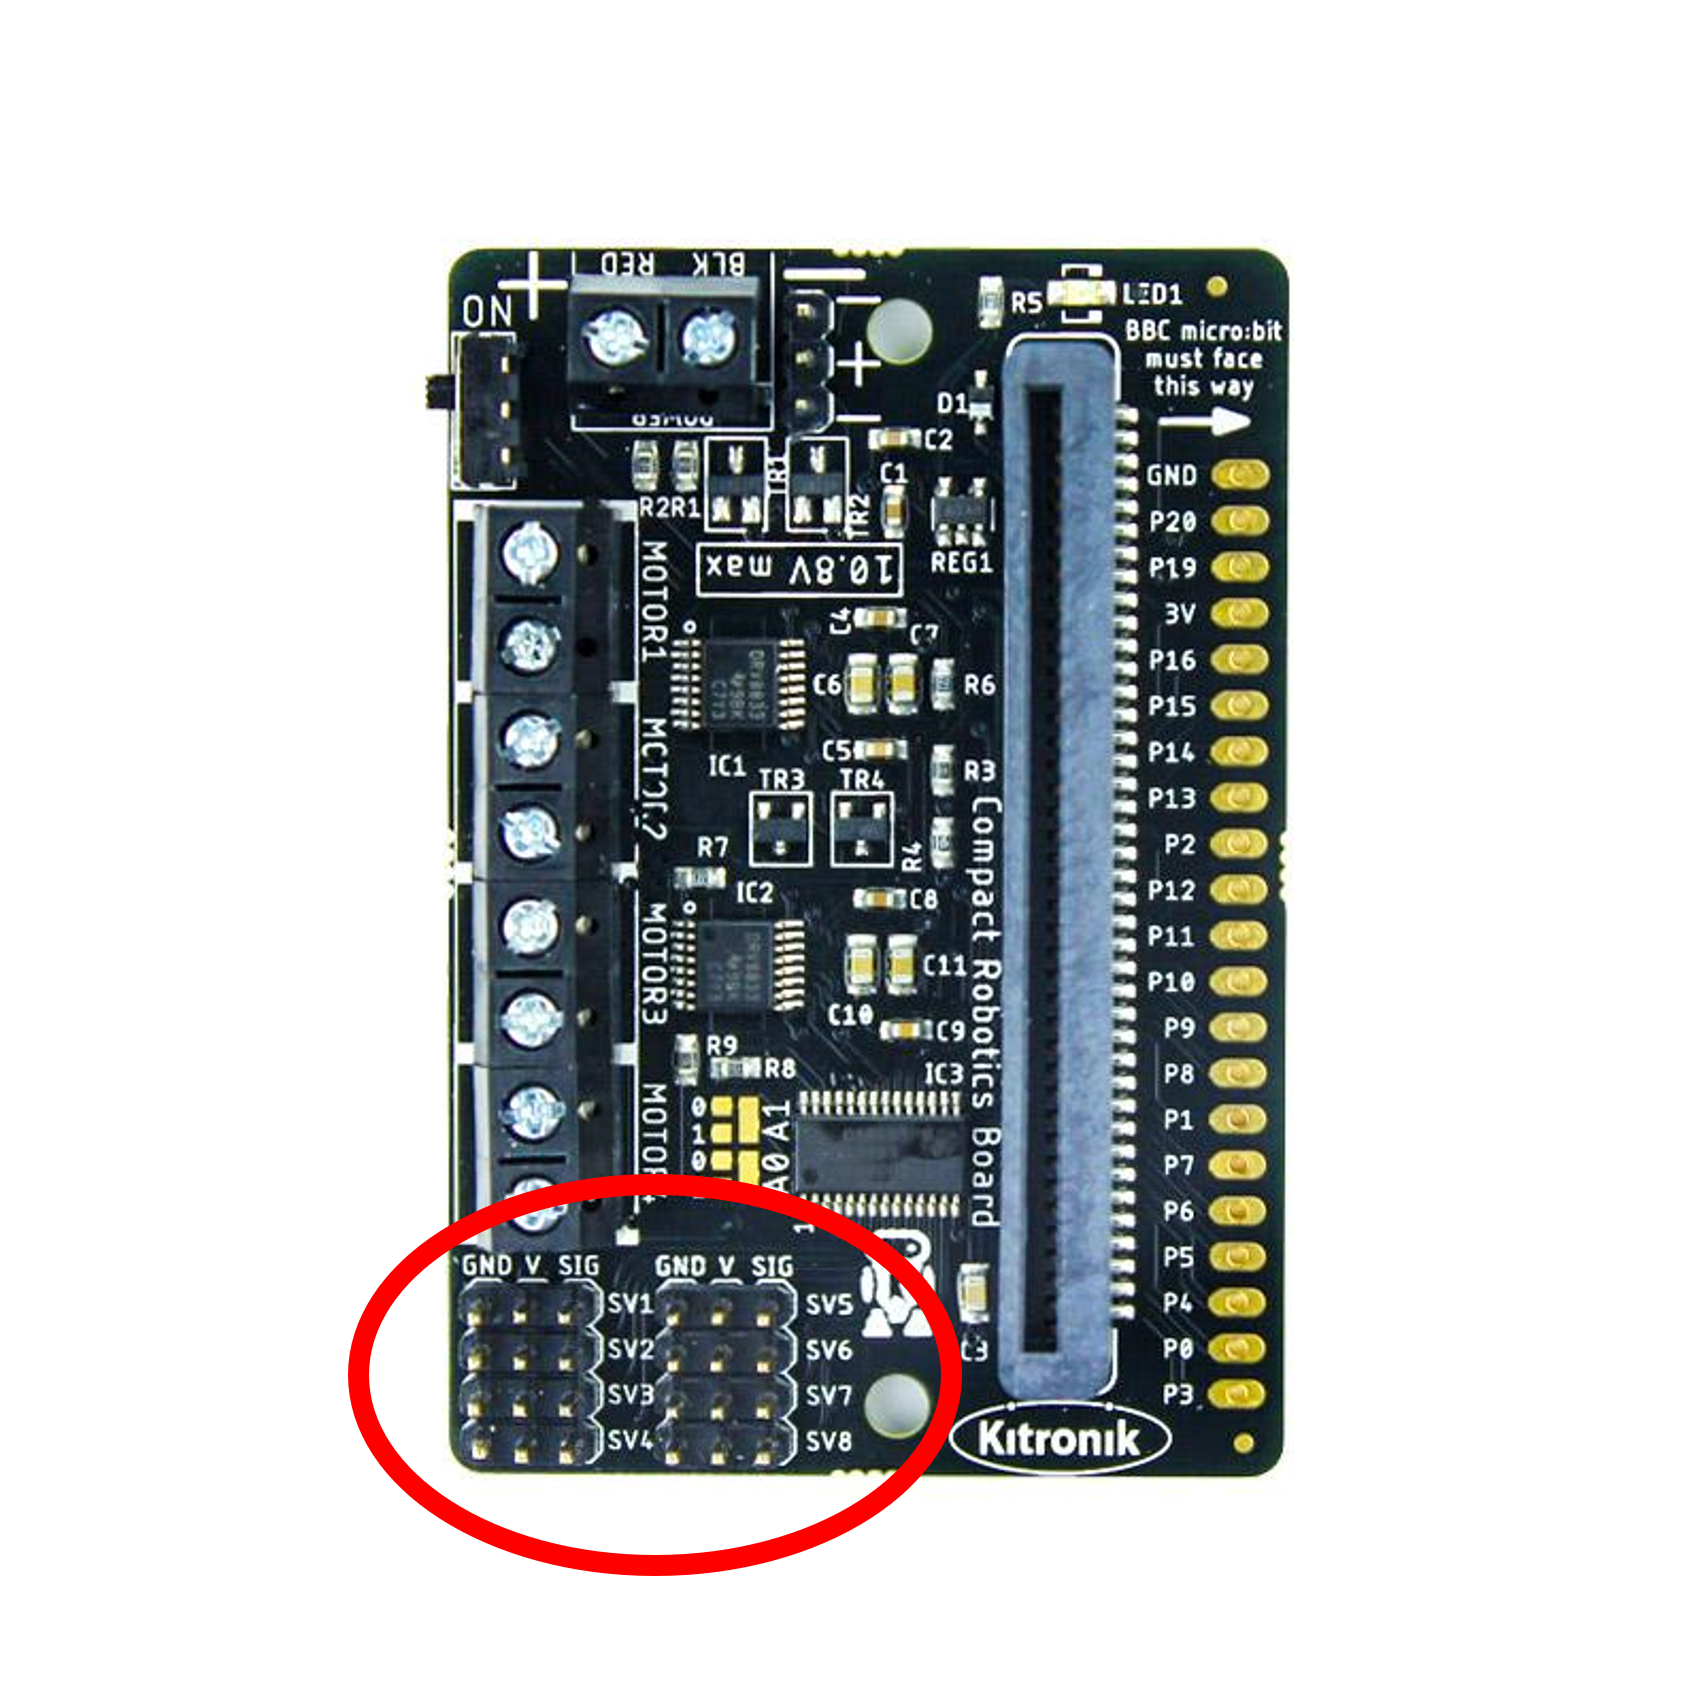 RED BLK
ON
POWER
R5
LED1
BBC micro:bit
must face
this way
D1
C2
C1
R2 R1
TR1
TR2
REG1
10.8V max
MOTOR1
C4
C7
C6
R6
C5
IC1
R3
TR3 TR4
R4
R7
IC2
C8
MOTOR3
C11
C10
C9
R9
R8
IC3
0
1
A1
0
A0
1
Compact Robotics Board
GND V SIG
SV1
SV2
SV3
SV4
GND V SIG
SV5
SV6
SV7
SV8
Kitronik
GND
P20
P19
3V
P16
P15
P14
P13
P2
P12
P11
P10
P9
P8
P1
P7
P6
P5
P4
P0
P3